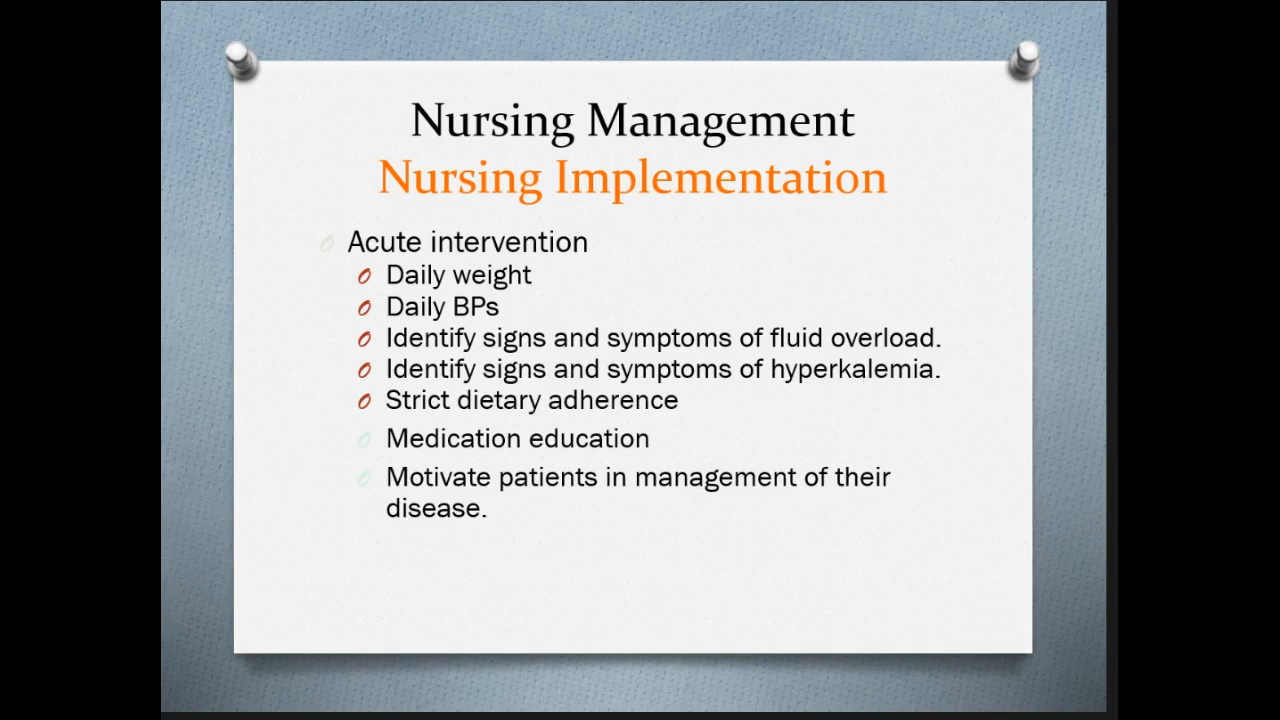 Nursing Management
Nursing Implementation
Acute intervention
Daily weight
Daily BPs
Identify signs and symptoms of fluid overload.
Identify signs and symptoms of hyperkalemia.
Strict dietary adherence
Medication education
Motivate patients in management of their
disease.